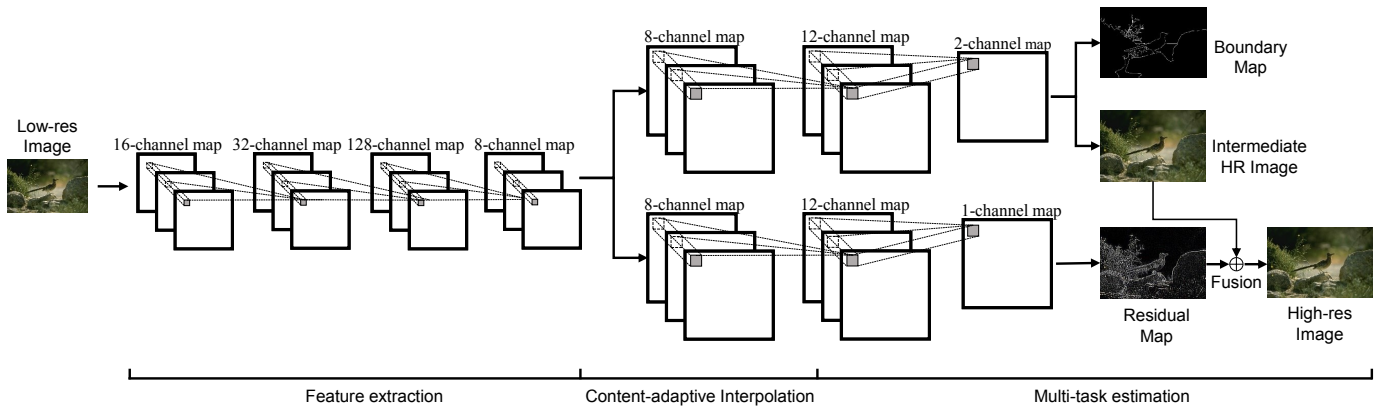 Low-res
Image
16-channel map
32-channel map
128-channel map
8-channel map
8-channel map
12-channel map
2-channel map
Boundary
Map
Intermediate
HR Image
8-channel map
12-channel map
1-channel map
Fusion
Residual
Map
High-res
Image
Feature extraction
Content-adaptive Interpolation
Multi-task estimation